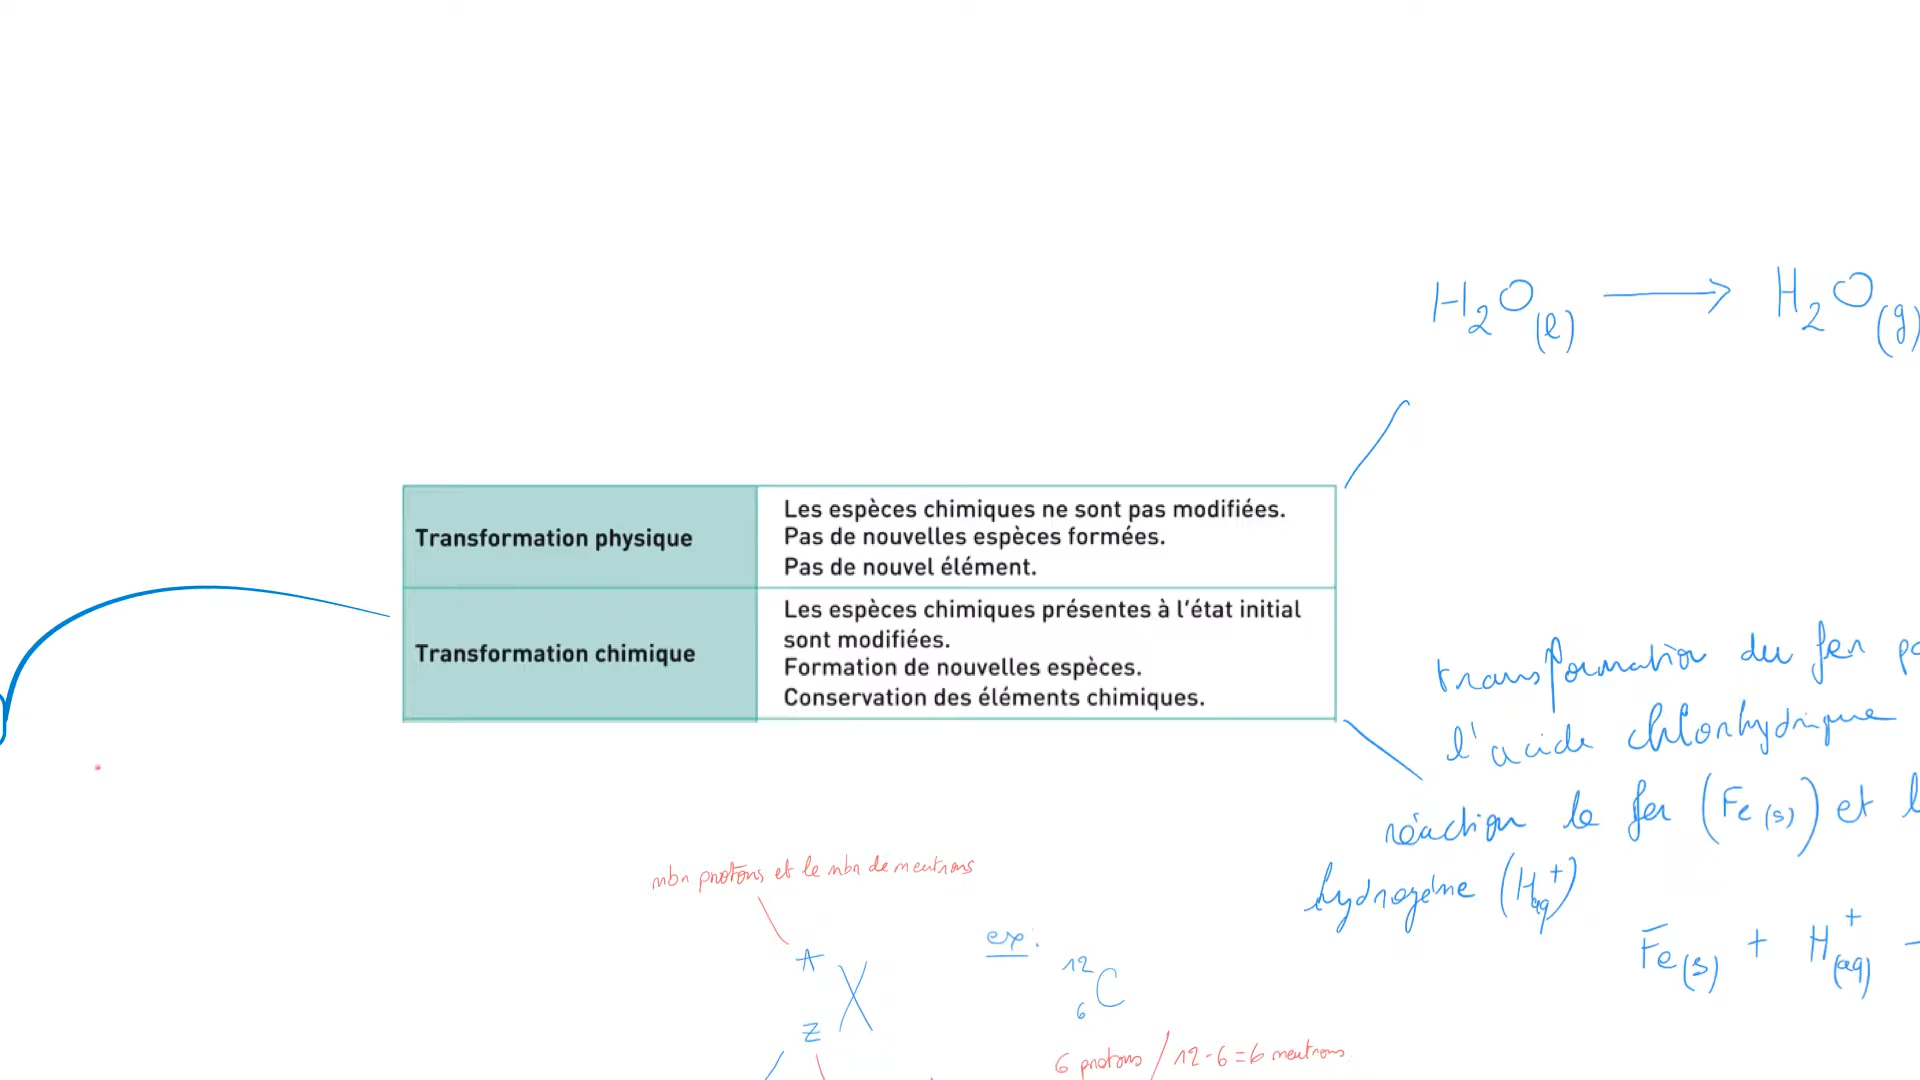 H₂O(l) → H₂O(g)
Transformation physique
Les espèces chimiques ne sont pas modifiées.
Pas de nouvelles espèces formées.
Pas de nouvel élément.
Transformation chimique
Les espèces chimiques présentes à l'état initial
sont modifiées.
Formation de nouvelles espèces.
Conservation des éléments chimiques.
transformation du fer pa
l'acide chlorhydrique
réaction le fer (Fe(s)) et l
hydrogène (H⁺aq)
Fe(s) + H⁺(aq) -
nbr protons et le nbr de neutrons
A
X
Z
ex:
¹²₆C
6 protons / 12-6=6 neutrons.